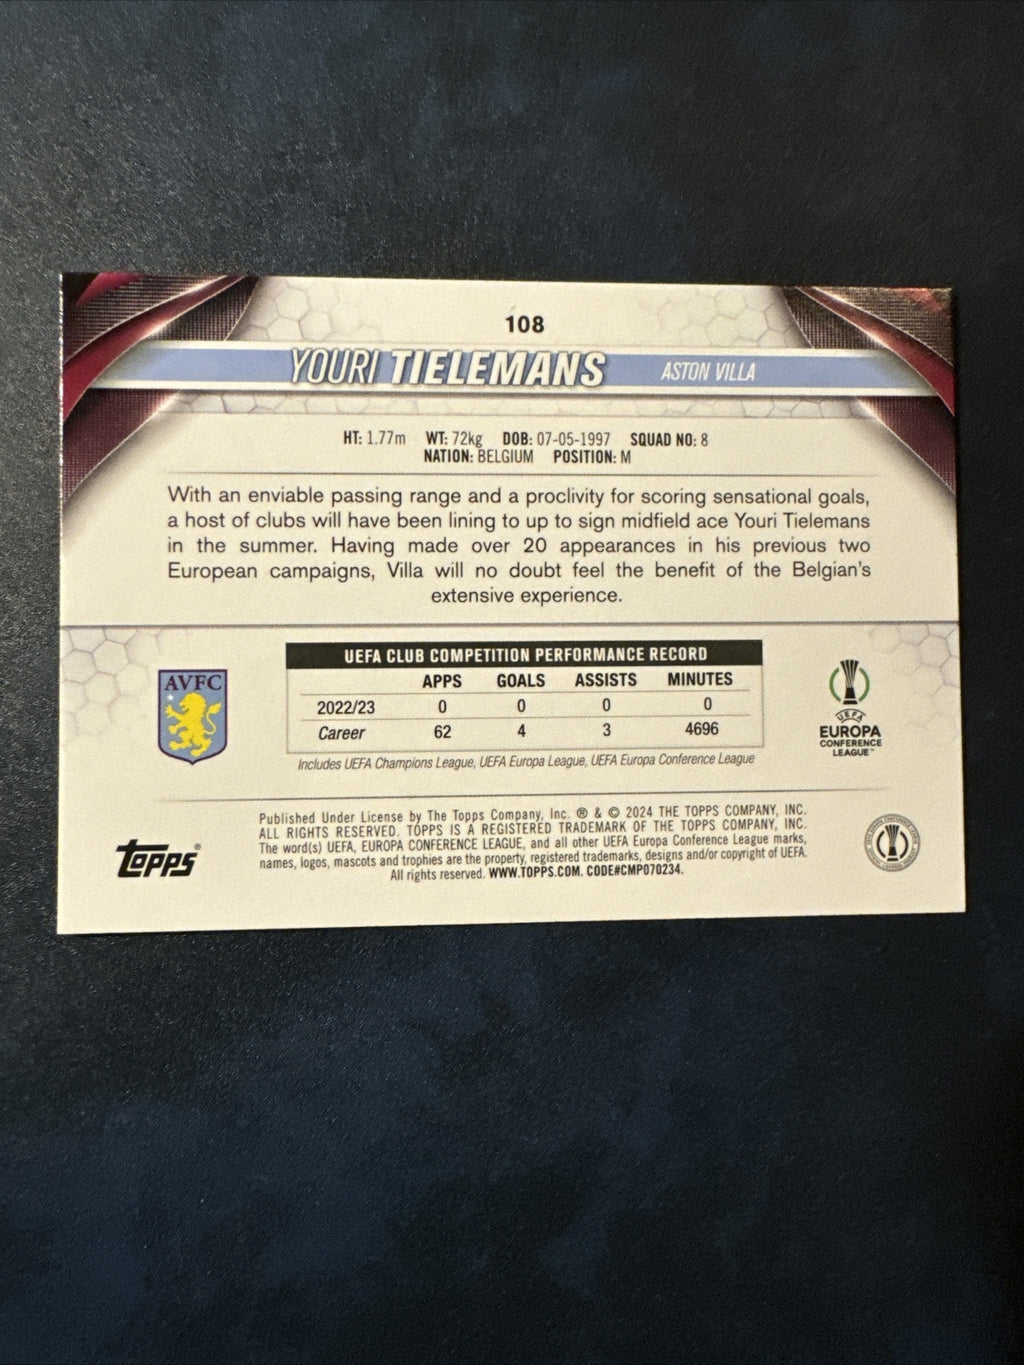 108
YOURI TIELEMANS ASTON VILLA
HT: 1.77m WT: 72kg DOB: 07-05-1997 SQUAD NO: 8
NATION: BELGIUM POSITION: M
With an enviable passing range and a proclivity for scoring sensational goals,
a host of clubs will have been lining to up to sign midfield ace Youri Tielemans
in the summer. Having made over 20 appearances in his previous two
European campaigns, Villa will no doubt feel the benefit of the Belgian's
extensive experience.
AVFC
UEFA CLUB COMPETITION PERFORMANCE RECORD
APPS GOALS ASSISTS MINUTES
2022/23 0 0 0 0
Career 62 4 3 4696
Includes UEFA Champions League, UEFA Europa League, UEFA Europa Conference League
UEFA
EUROPA
CONFERENCE
LEAGUE™
Topps®
Published Under License by The Topps Company, Inc. ® & © 2024 THE TOPPS COMPANY, INC.
ALL RIGHTS RESERVED. TOPPS IS A REGISTERED TRADEMARK OF THE TOPPS COMPANY, INC.
The word(s) UEFA, EUROPA CONFERENCE LEAGUE, and all other UEFA Europa Conference League marks,
names, logos, mascots and trophies are the property, registered trademarks, designs and/or copyright of UEFA.
All rights reserved. WWW.TOPPS.COM. CODE#CMP070234.